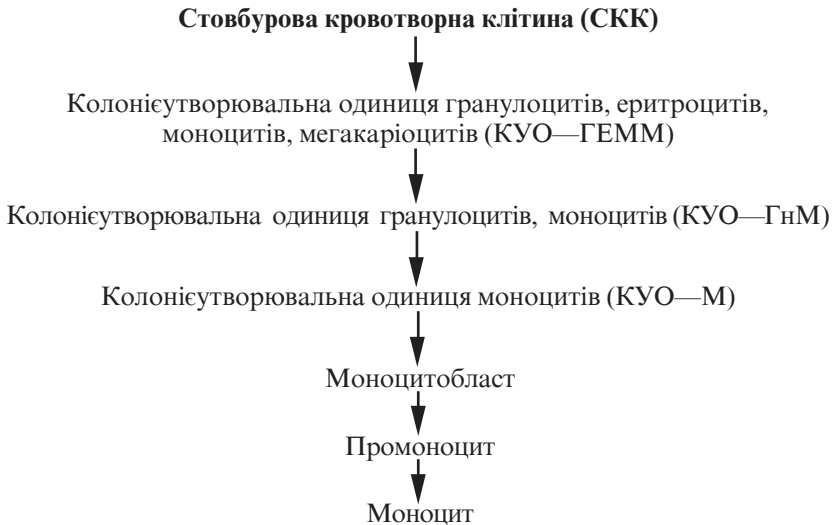 Стовбурова кровотворна клітина (СКК)
Колонієутворювальна одиниця гранулоцитів, еритроцитів,
моноцитів, мегакаріоцитів (КУО—ГЕММ)
Колонієутворювальна одиниця гранулоцитів, моноцитів (КУО—ГнМ)
Колонієутворювальна одиниця моноцитів (КУО—М)
Моноцитобласт
Промоноцит
Моноцит